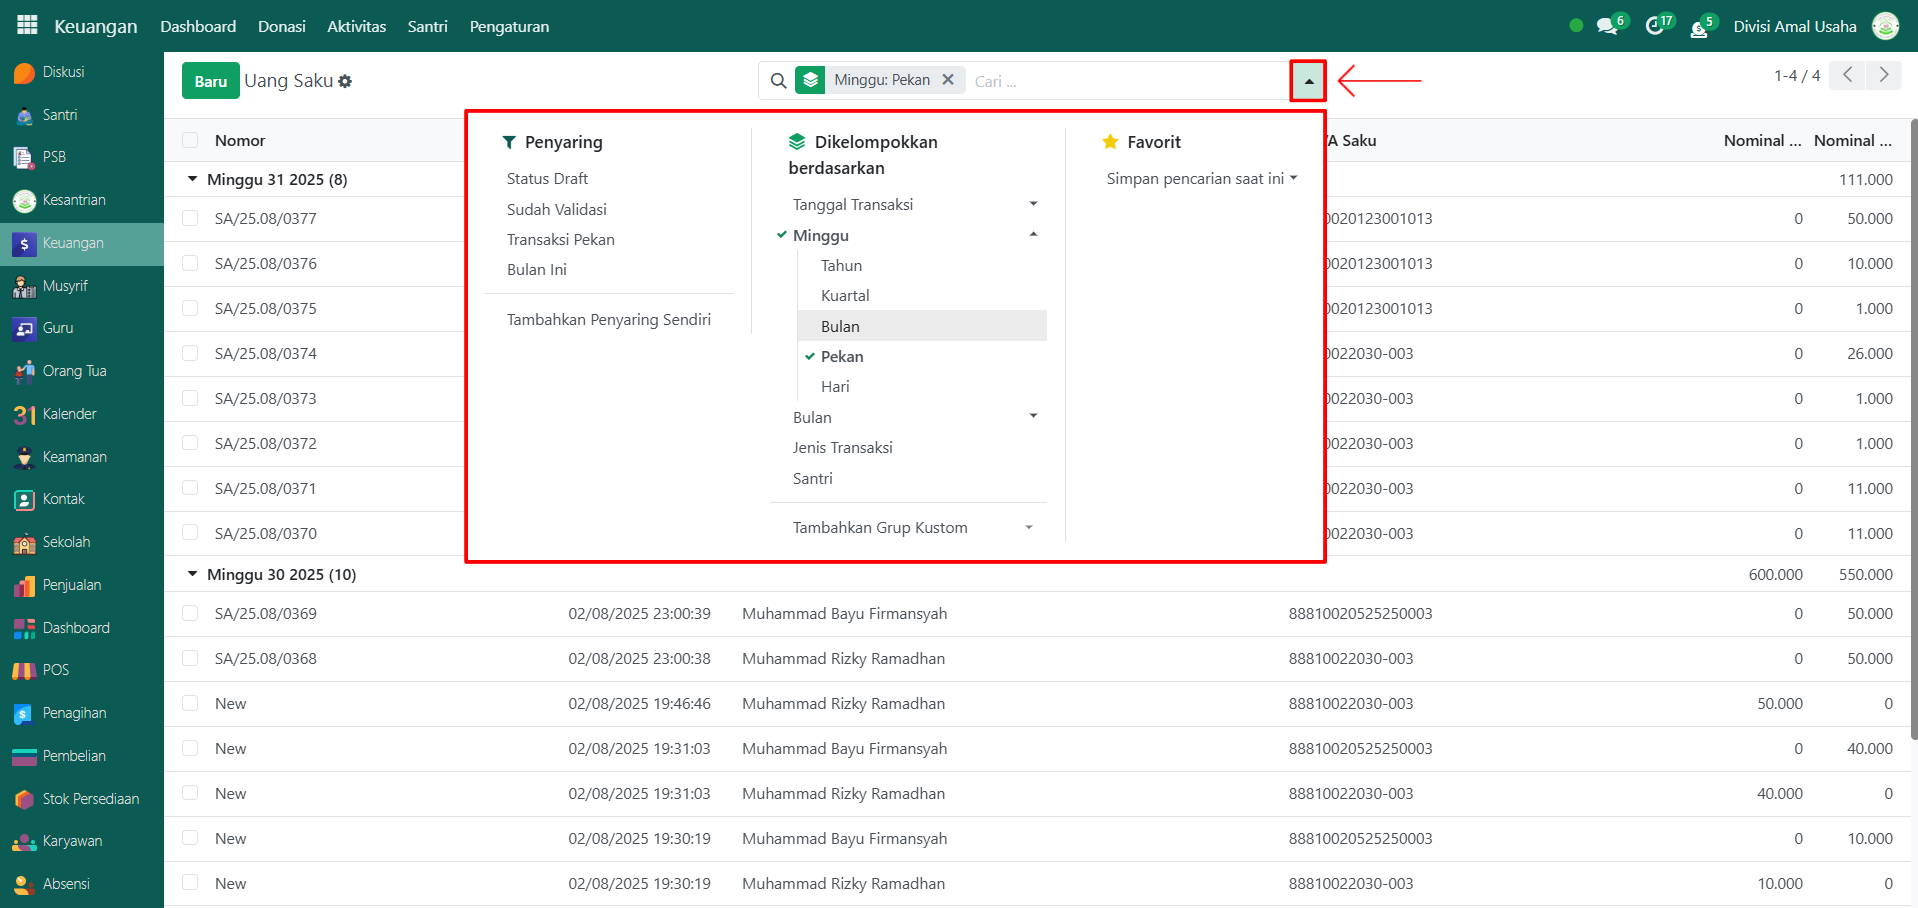 Keuangan Dashboard Donasi Aktivitas Santri Pengaturan 6 17 5 Divisi Amal Usaha
Diskusi
Santri
PSB
Kesantrian
Keuangan
Musyrif
Guru
Orang Tua
31 Kalender
Keamanan
Kontak
Sekolah
Penjualan
Dashboard
POS
Penagihan
Pembelian
Stok Persediaan
Karyawan
Absensi
Baru Uang Saku Minggu: Pekan Cari ... 1-4 / 4
Penyaring
Status Draft
Sudah Validasi
Transaksi Pekan
Bulan Ini
Tambahkan Penyaring Sendiri
Dikelompokkan
berdasarkan
Tanggal Transaksi
Minggu
Tahun
Kuartal
Bulan
Pekan
Hari
Bulan
Jenis Transaksi
Santri
Tambahkan Grup Kustom
Favorit
Simpan pencarian saat ini
Nomor Saku Nominal ... Nominal ...
Minggu 31 2025 (8) 111.000
SA/25.08/0377 0020123001013 0 50.000
SA/25.08/0376 0020123001013 0 10.000
SA/25.08/0375 0020123001013 0 1.000
SA/25.08/0374 0022030-003 0 26.000
SA/25.08/0373 0022030-003 0 1.000
SA/25.08/0372 0022030-003 0 1.000
SA/25.08/0371 0022030-003 0 11.000
SA/25.08/0370 0022030-003 0 11.000
Minggu 30 2025 (10) 600.000 550.000
SA/25.08/0369 02/08/2025 23:00:39 Muhammad Bayu Firmansyah 88810020525250003 0 50.000
SA/25.08/0368 02/08/2025 23:00:38 Muhammad Rizky Ramadhan 88810022030-003 0 50.000
New 02/08/2025 19:46:46 Muhammad Rizky Ramadhan 88810022030-003 50.000 0
New 02/08/2025 19:31:03 Muhammad Bayu Firmansyah 88810020525250003 0 40.000
New 02/08/2025 19:31:03 Muhammad Rizky Ramadhan 88810022030-003 40.000 0
New 02/08/2025 19:30:19 Muhammad Bayu Firmansyah 88810020525250003 0 10.000
New 02/08/2025 19:30:19 Muhammad Rizky Ramadhan 88810022030-003 10.000 0